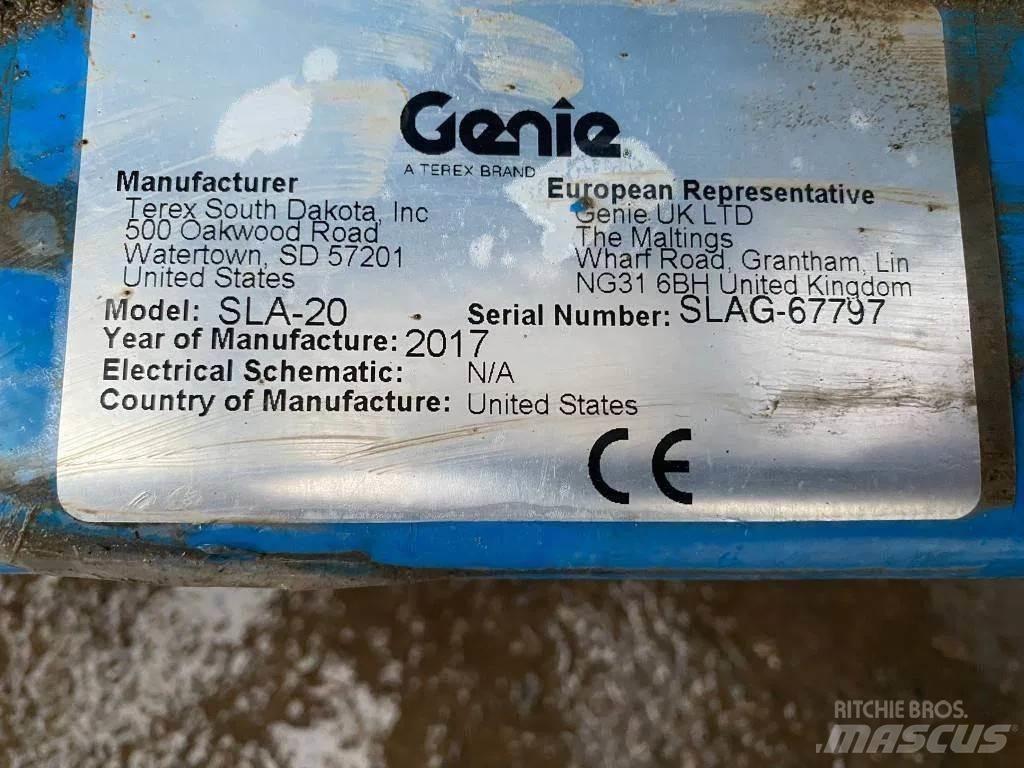 Genie
A TEREX BRAND
Manufacturer
Terex South Dakota, Inc
500 Oakwood Road
Watertown, SD 57201
United States
European Representative
Genie UK LTD
The Maltings
Wharf Road, Grantham, Lin
NG31 6BH United Kingdom
Model: SLA-20
Serial Number: SLAG-67797
Year of Manufacture: 2017
Electrical Schematic: N/A
Country of Manufacture: United States
CE
RITCHIE BROS.
MASCUS